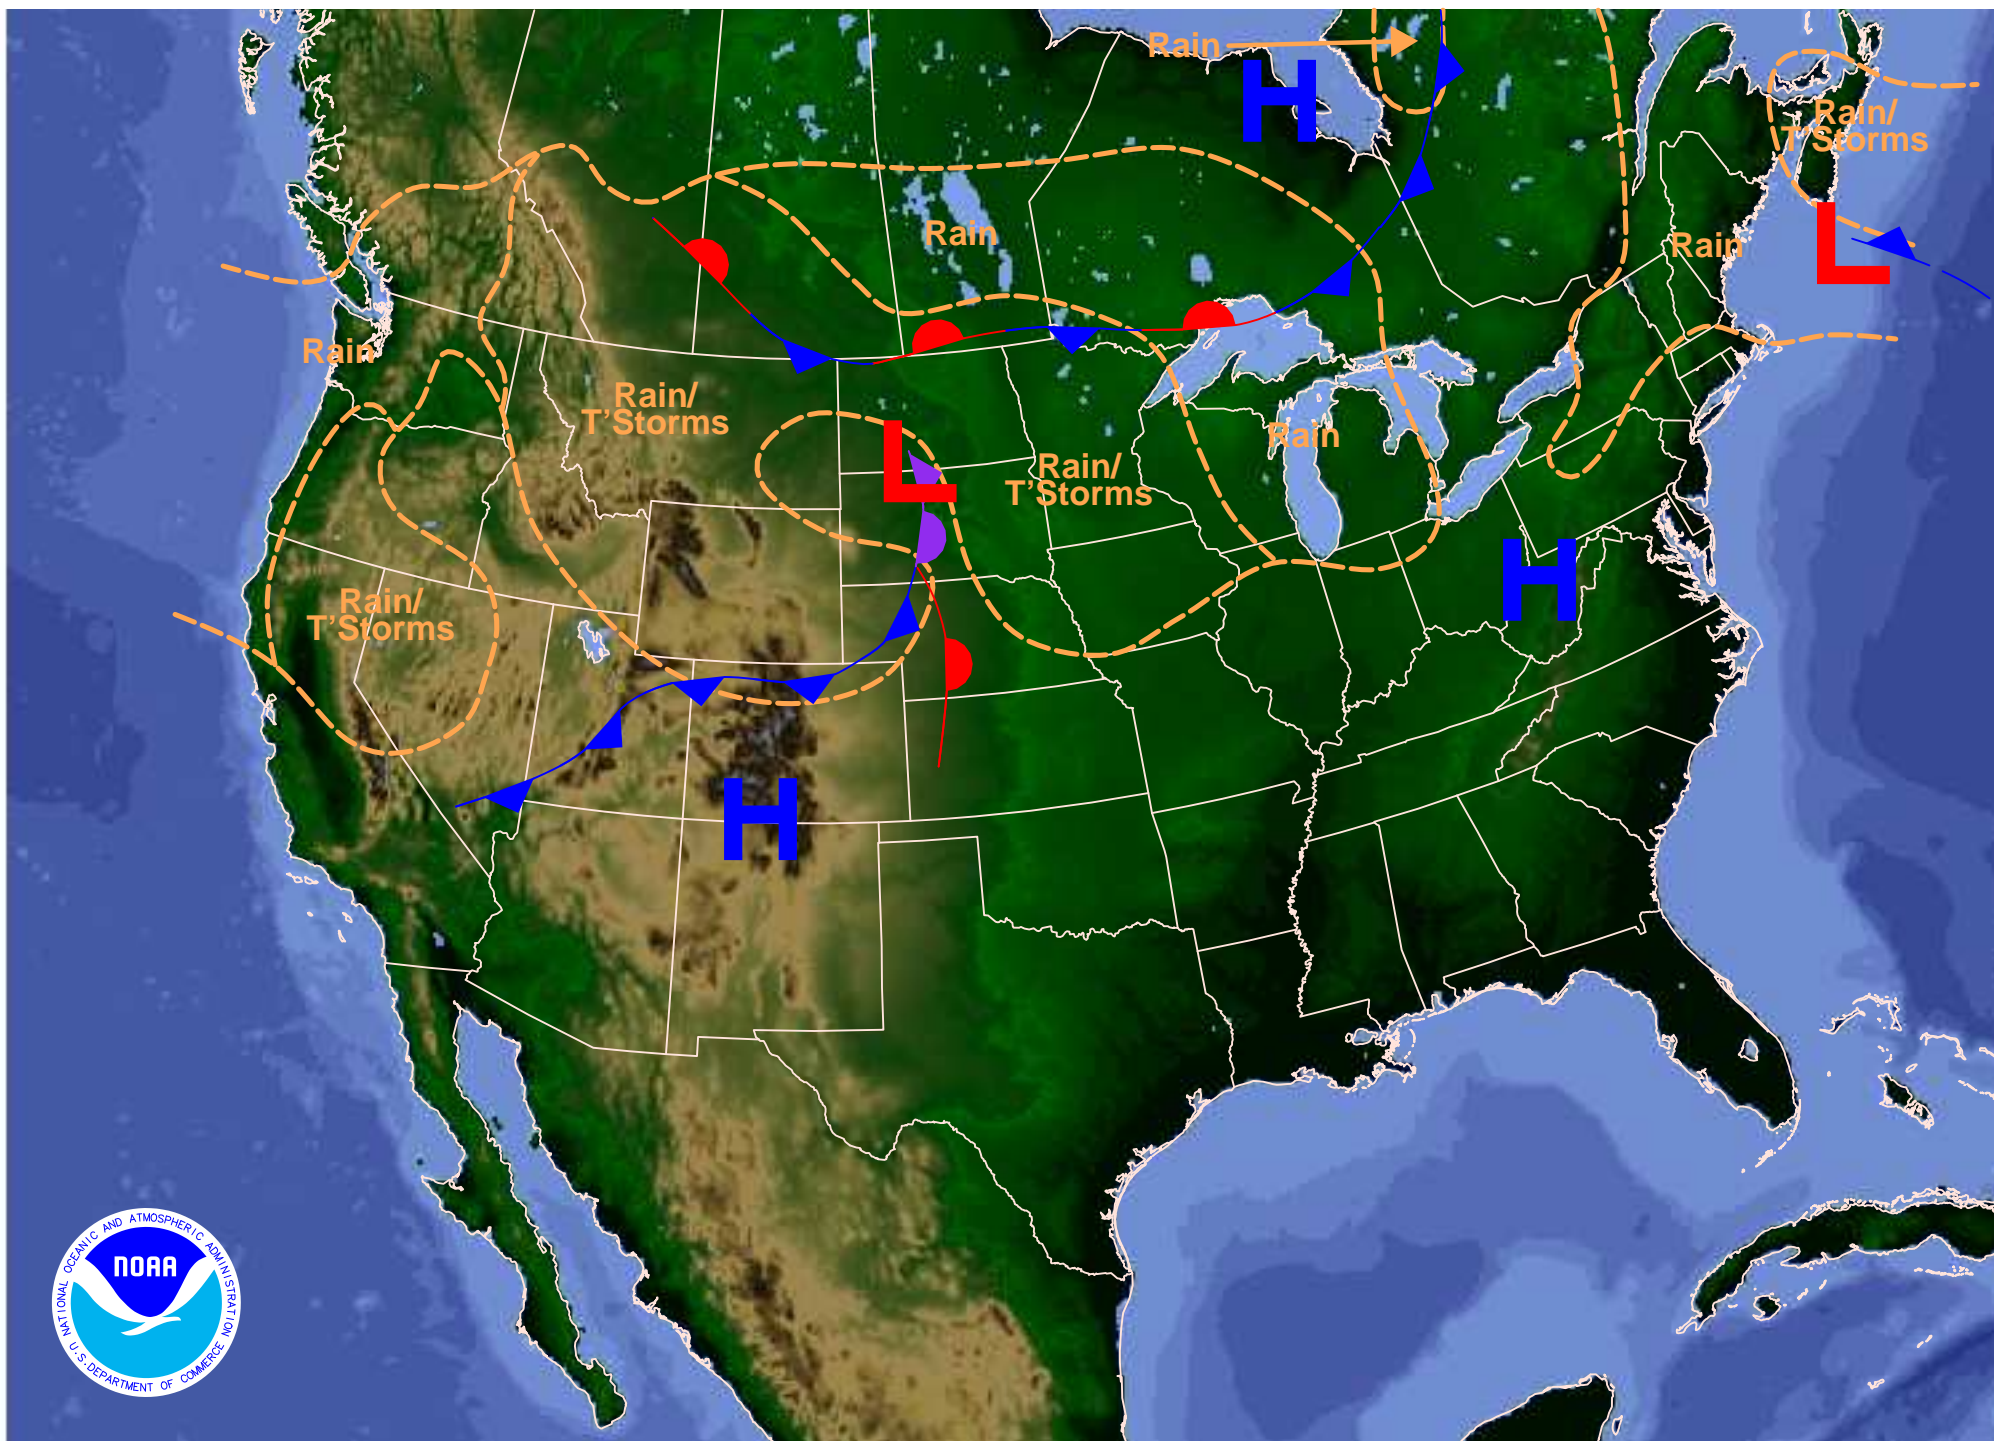 Rain
H
Rain/
T'Storms
Rain
Rain
L
Rain
Rain/
T'Storms
L
Rain
Rain/
T'Storms
H
Rain/
T'Storms
H
NATIONAL OCEANIC AND ATMOSPHERIC ADMINISTRATION
NOAA
U.S. DEPARTMENT OF COMMERCE